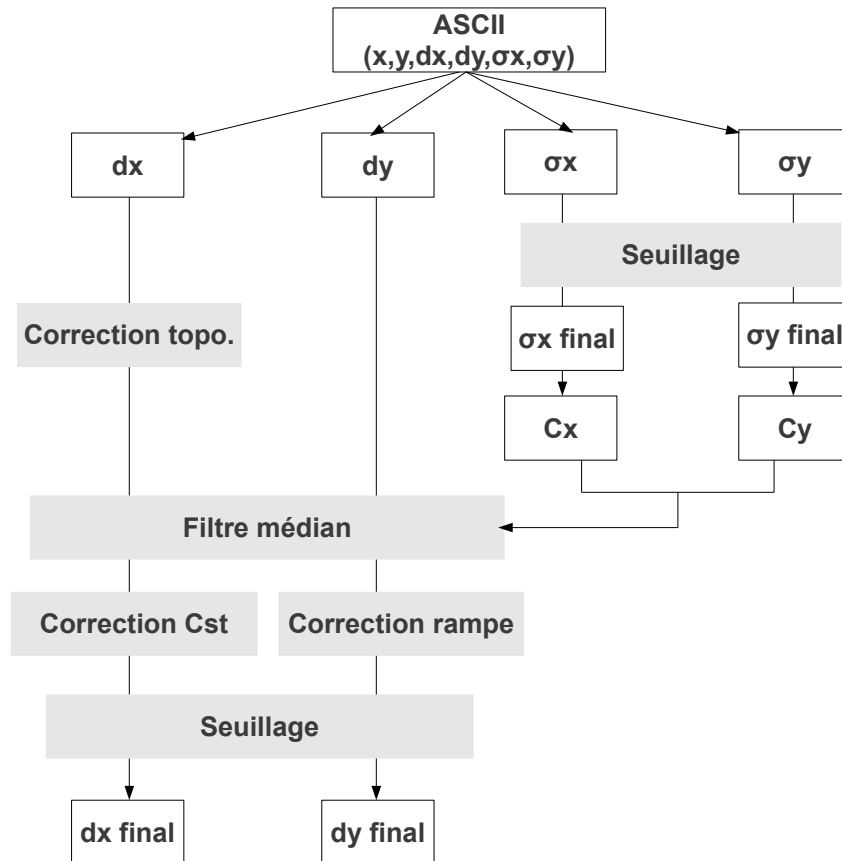 ASCII
(x,y,dx,dy,σx,σy)
dx
dy
σx
σy
Seuillage
Correction topo.
σx final
σy final
Cx
Cy
Filtre médian
Correction Cst
Correction rampe
Seuillage
dx final
dy final